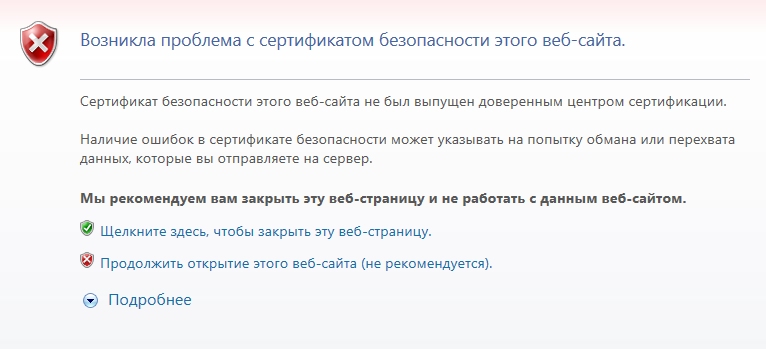 Возникла проблема с сертификатом безопасности этого веб-сайта.
Сертификат безопасности этого веб-сайта не был выпущен доверенным центром сертификации.
Наличие ошибок в сертификате безопасности может указывать на попытку обмана или перехвата
данных, которые вы отправляете на сервер.
Мы рекомендуем вам закрыть эту веб-страницу и не работать с данным веб-сайтом.
Щелкните здесь, чтобы закрыть эту веб-страницу.
Продолжить открытие этого веб-сайта (не рекомендуется).
Подробнее